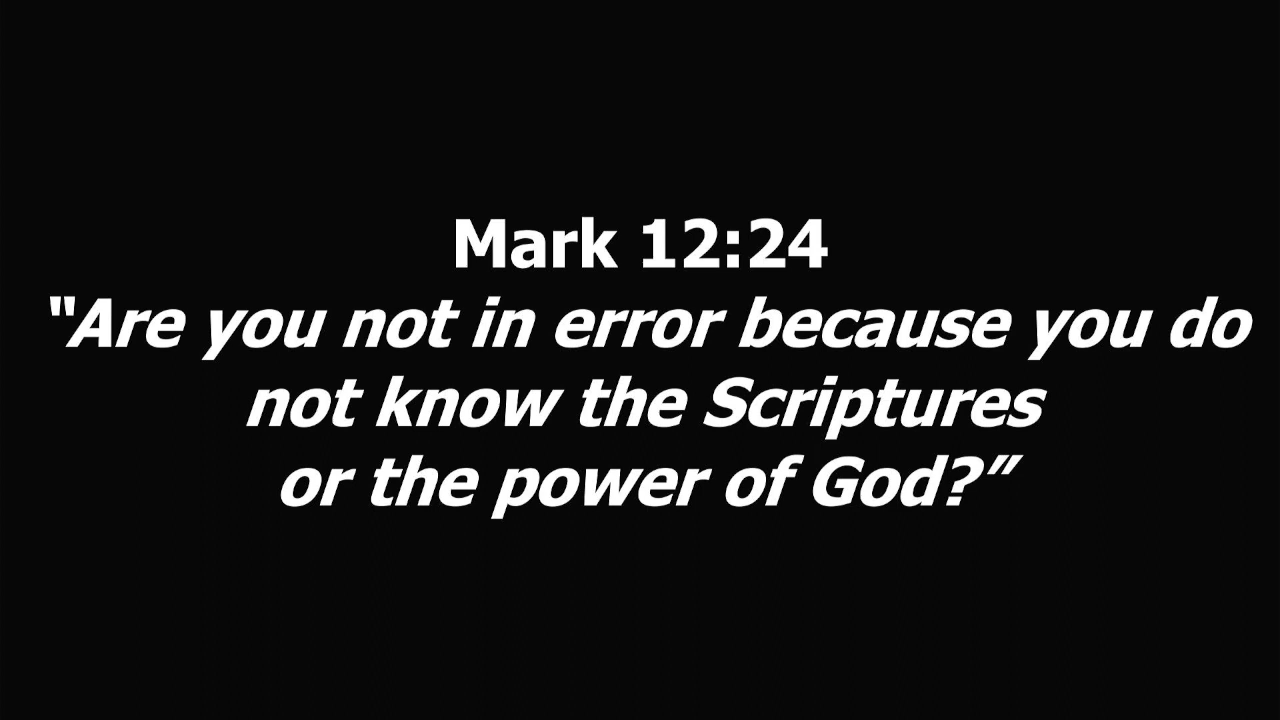 Mark 12:24
“Are you not in error because you do
not know the Scriptures
or the power of God?”